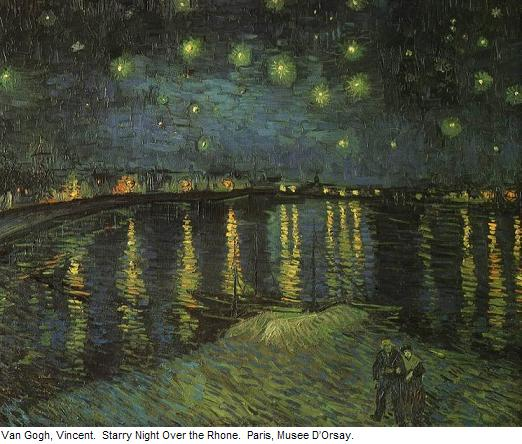 Van Gogh, Vincent.  Starry Night Over the Rhone.  Paris, Musee D'Orsay.